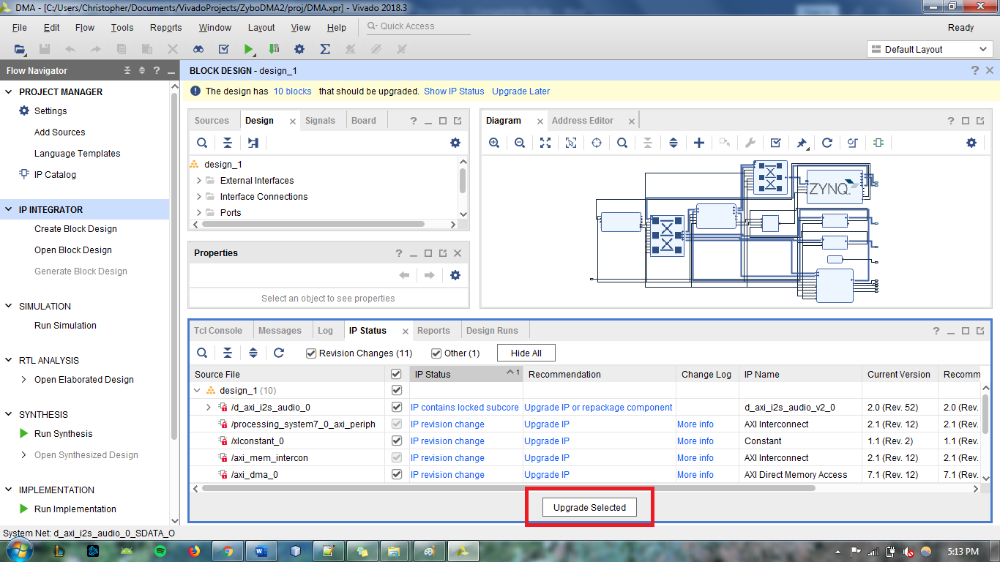 DMA - [C:/Users/Christopher/Documents/VivadoProjects/ZyboDMA2/proj/DMA.xpr] - Vivado 2018.3
File Edit Flow Tools Reports Window Layout View Help Quick Access Ready
Default Layout
Flow Navigator
PROJECT MANAGER
Settings
Add Sources
Language Templates
IP Catalog
IP INTEGRATOR
Create Block Design
Open Block Design
Generate Block Design
SIMULATION
Run Simulation
RTL ANALYSIS
Open Elaborated Design
SYNTHESIS
Run Synthesis
Open Synthesized Design
IMPLEMENTATION
Run Implementation
BLOCK DESIGN - design_1
The design has 10 blocks that should be upgraded. Show IP Status Upgrade Later
Sources Design Signals Board
design_1
External Interfaces
Interface Connections
Ports
Properties
Select an object to see properties
Diagram Address Editor
ZYNQ
Tcl Console Messages Log IP Status Reports Design Runs
Revision Changes (11) Other (1) Hide All
Source File IP Status 1 Recommendation Change Log IP Name Current Version Recomm
design_1 (10)
/d_axi_i2s_audio_0 IP contains locked subcore Upgrade IP or repackage component d_axi_i2s_audio_v2_0 2.0 (Rev. 52) 2.0 (Rev.
/processing_system7_0_axi_periph IP revision change Upgrade IP More info AXI Interconnect 2.1 (Rev. 12) 2.1 (Rev.
/xlconstant_0 IP revision change Upgrade IP More info Constant 1.1 (Rev. 2) 1.1 (Rev.
/axi_mem_intercon IP revision change Upgrade IP More info AXI Interconnect 2.1 (Rev. 12) 2.1 (Rev.
/axi_dma_0 IP revision change Upgrade IP More info AXI Direct Memory Access 7.1 (Rev. 12) 7.1 (Rev.
Upgrade Selected
System Net: d_axi_i2s_audio_0_SDATA_O
5:13 PM